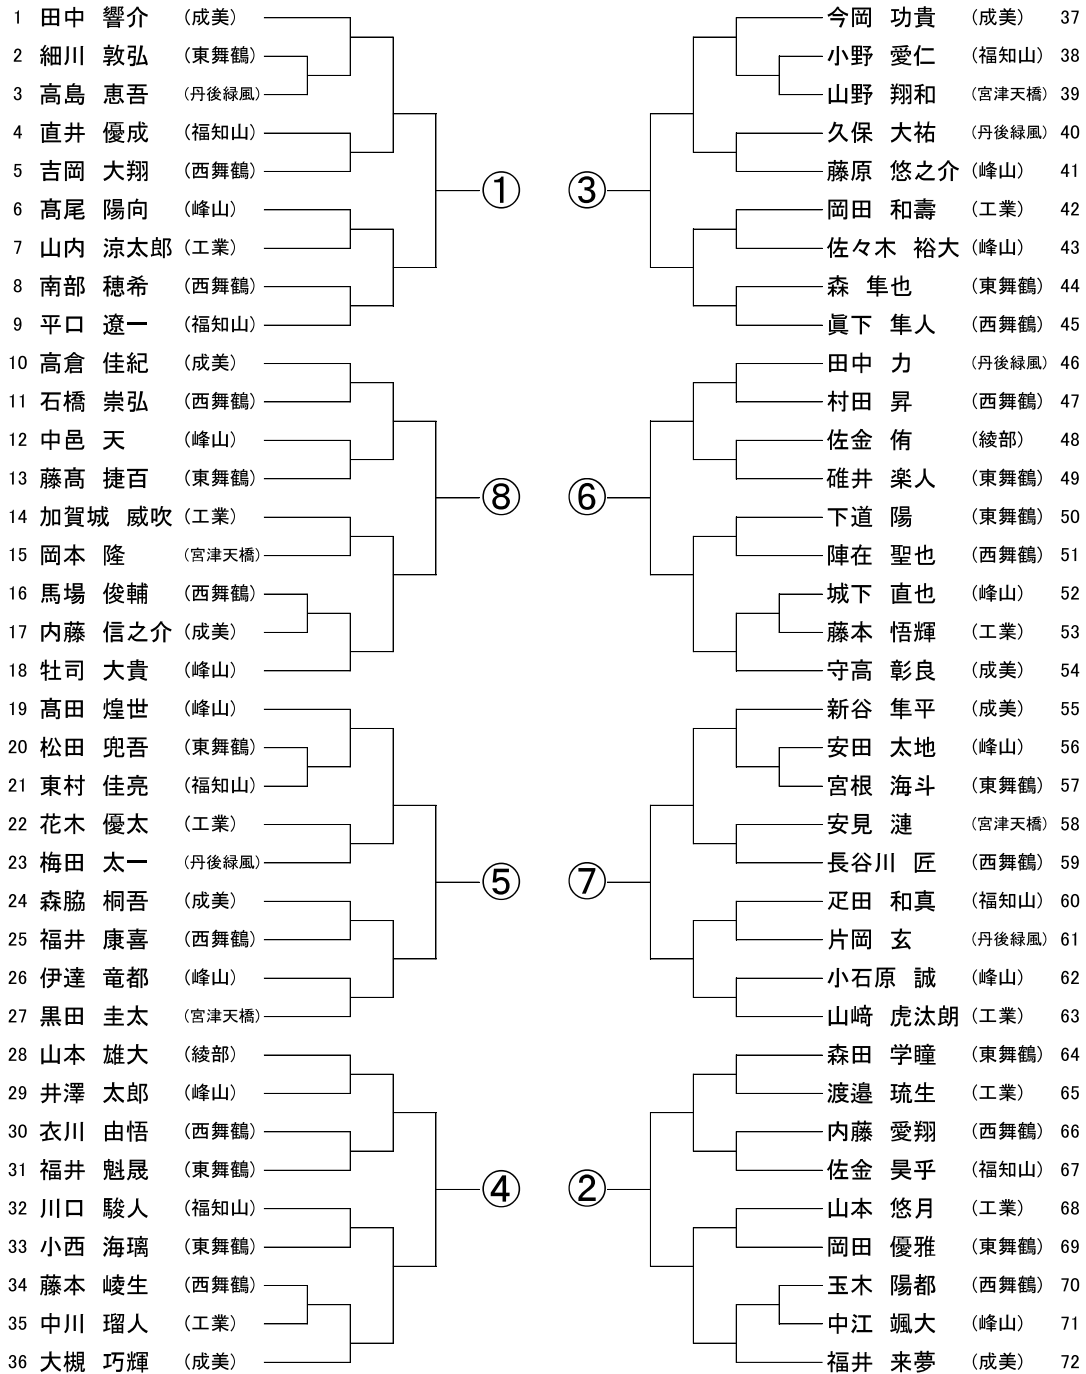 1 田中 響介 (成美)
2 細川 敦弘 (東舞鶴)
3 高島 恵吾 (丹後緑風)
4 直井 優成 (福知山)
5 吉岡 大翔 (西舞鶴)
6 髙尾 陽向 (峰山)
7 山内 涼太郎 (工業)
8 南部 穂希 (西舞鶴)
9 平口 遼一 (福知山)
①
10 高倉 佳紀 (成美)
11 石橋 崇弘 (西舞鶴)
12 中邑 天 (峰山)
13 藤髙 捷百 (東舞鶴)
14 加賀城 威吹 (工業)
15 岡本 隆 (宮津天橋)
16 馬場 俊輔 (西舞鶴)
17 内藤 信之介 (成美)
18 牡司 大貴 (峰山)
⑧
19 髙田 煌世 (峰山)
20 松田 兜吾 (東舞鶴)
21 東村 佳亮 (福知山)
22 花木 優太 (工業)
23 梅田 太一 (丹後緑風)
24 森脇 桐吾 (成美)
25 福井 康喜 (西舞鶴)
26 伊達 竜都 (峰山)
27 黒田 圭太 (宮津天橋)
⑤
28 山本 雄大 (綾部)
29 井澤 太郎 (峰山)
30 衣川 由悟 (西舞鶴)
31 福井 魁晟 (東舞鶴)
32 川口 駿人 (福知山)
33 小西 海璃 (東舞鶴)
34 藤本 崚生 (西舞鶴)
35 中川 瑠人 (工業)
36 大槻 巧輝 (成美)
④
今岡 功貴 (成美) 37
小野 愛仁 (福知山) 38
山野 翔和 (宮津天橋) 39
久保 大祐 (丹後緑風) 40
藤原 悠之介 (峰山) 41
岡田 和壽 (工業) 42
佐々木 裕大 (峰山) 43
森 隼也 (東舞鶴) 44
眞下 隼人 (西舞鶴) 45
③
田中 力 (丹後緑風) 46
村田 昇 (西舞鶴) 47
佐金 侑 (綾部) 48
碓井 楽人 (東舞鶴) 49
下道 陽 (東舞鶴) 50
陣在 聖也 (西舞鶴) 51
城下 直也 (峰山) 52
藤本 悟輝 (工業) 53
守高 彰良 (成美) 54
⑥
新谷 隼平 (成美) 55
安田 太地 (峰山) 56
宮根 海斗 (東舞鶴) 57
安見 漣 (宮津天橋) 58
長谷川 匠 (西舞鶴) 59
疋田 和真 (福知山) 60
片岡 玄 (丹後緑風) 61
小石原 誠 (峰山) 62
山﨑 虎汰朗 (工業) 63
⑦
森田 学瞳 (東舞鶴) 64
渡邉 琉生 (工業) 65
内藤 愛翔 (西舞鶴) 66
佐金 昊乎 (福知山) 67
山本 悠月 (工業) 68
岡田 優雅 (東舞鶴) 69
玉木 陽都 (西舞鶴) 70
中江 颯大 (峰山) 71
福井 来夢 (成美) 72
②